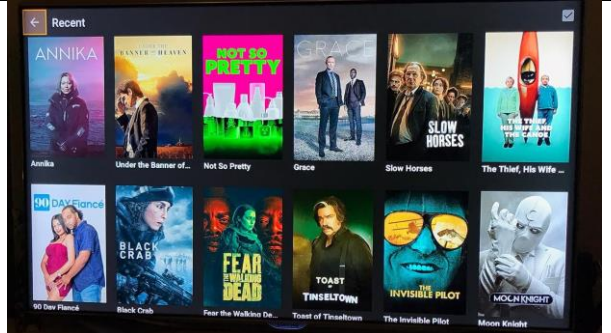 Recent
ANNIKA
UNDER THE
BANNER OF HEAVEN
NOT SO
PRETTY
GRACE
SLOW
HORSES
THE THIEF,
HIS WIFE AND
THE CANOE
Annika
Under the Banner of...
Not So Pretty
Grace
Slow Horses
The Thief, His Wife ...
90 DAY Fiancé
BLACK
CRAB
FEAR
THE WALKING
DEAD
TOAST
OF
TINSELTOWN
THE
INVISIBLE PILOT
MOON KNIGHT
90 Day Fiancé
Black Crab
Fear the Walking De...
Toast of Tinseltown
The Invisible Pilot
Moon Knight